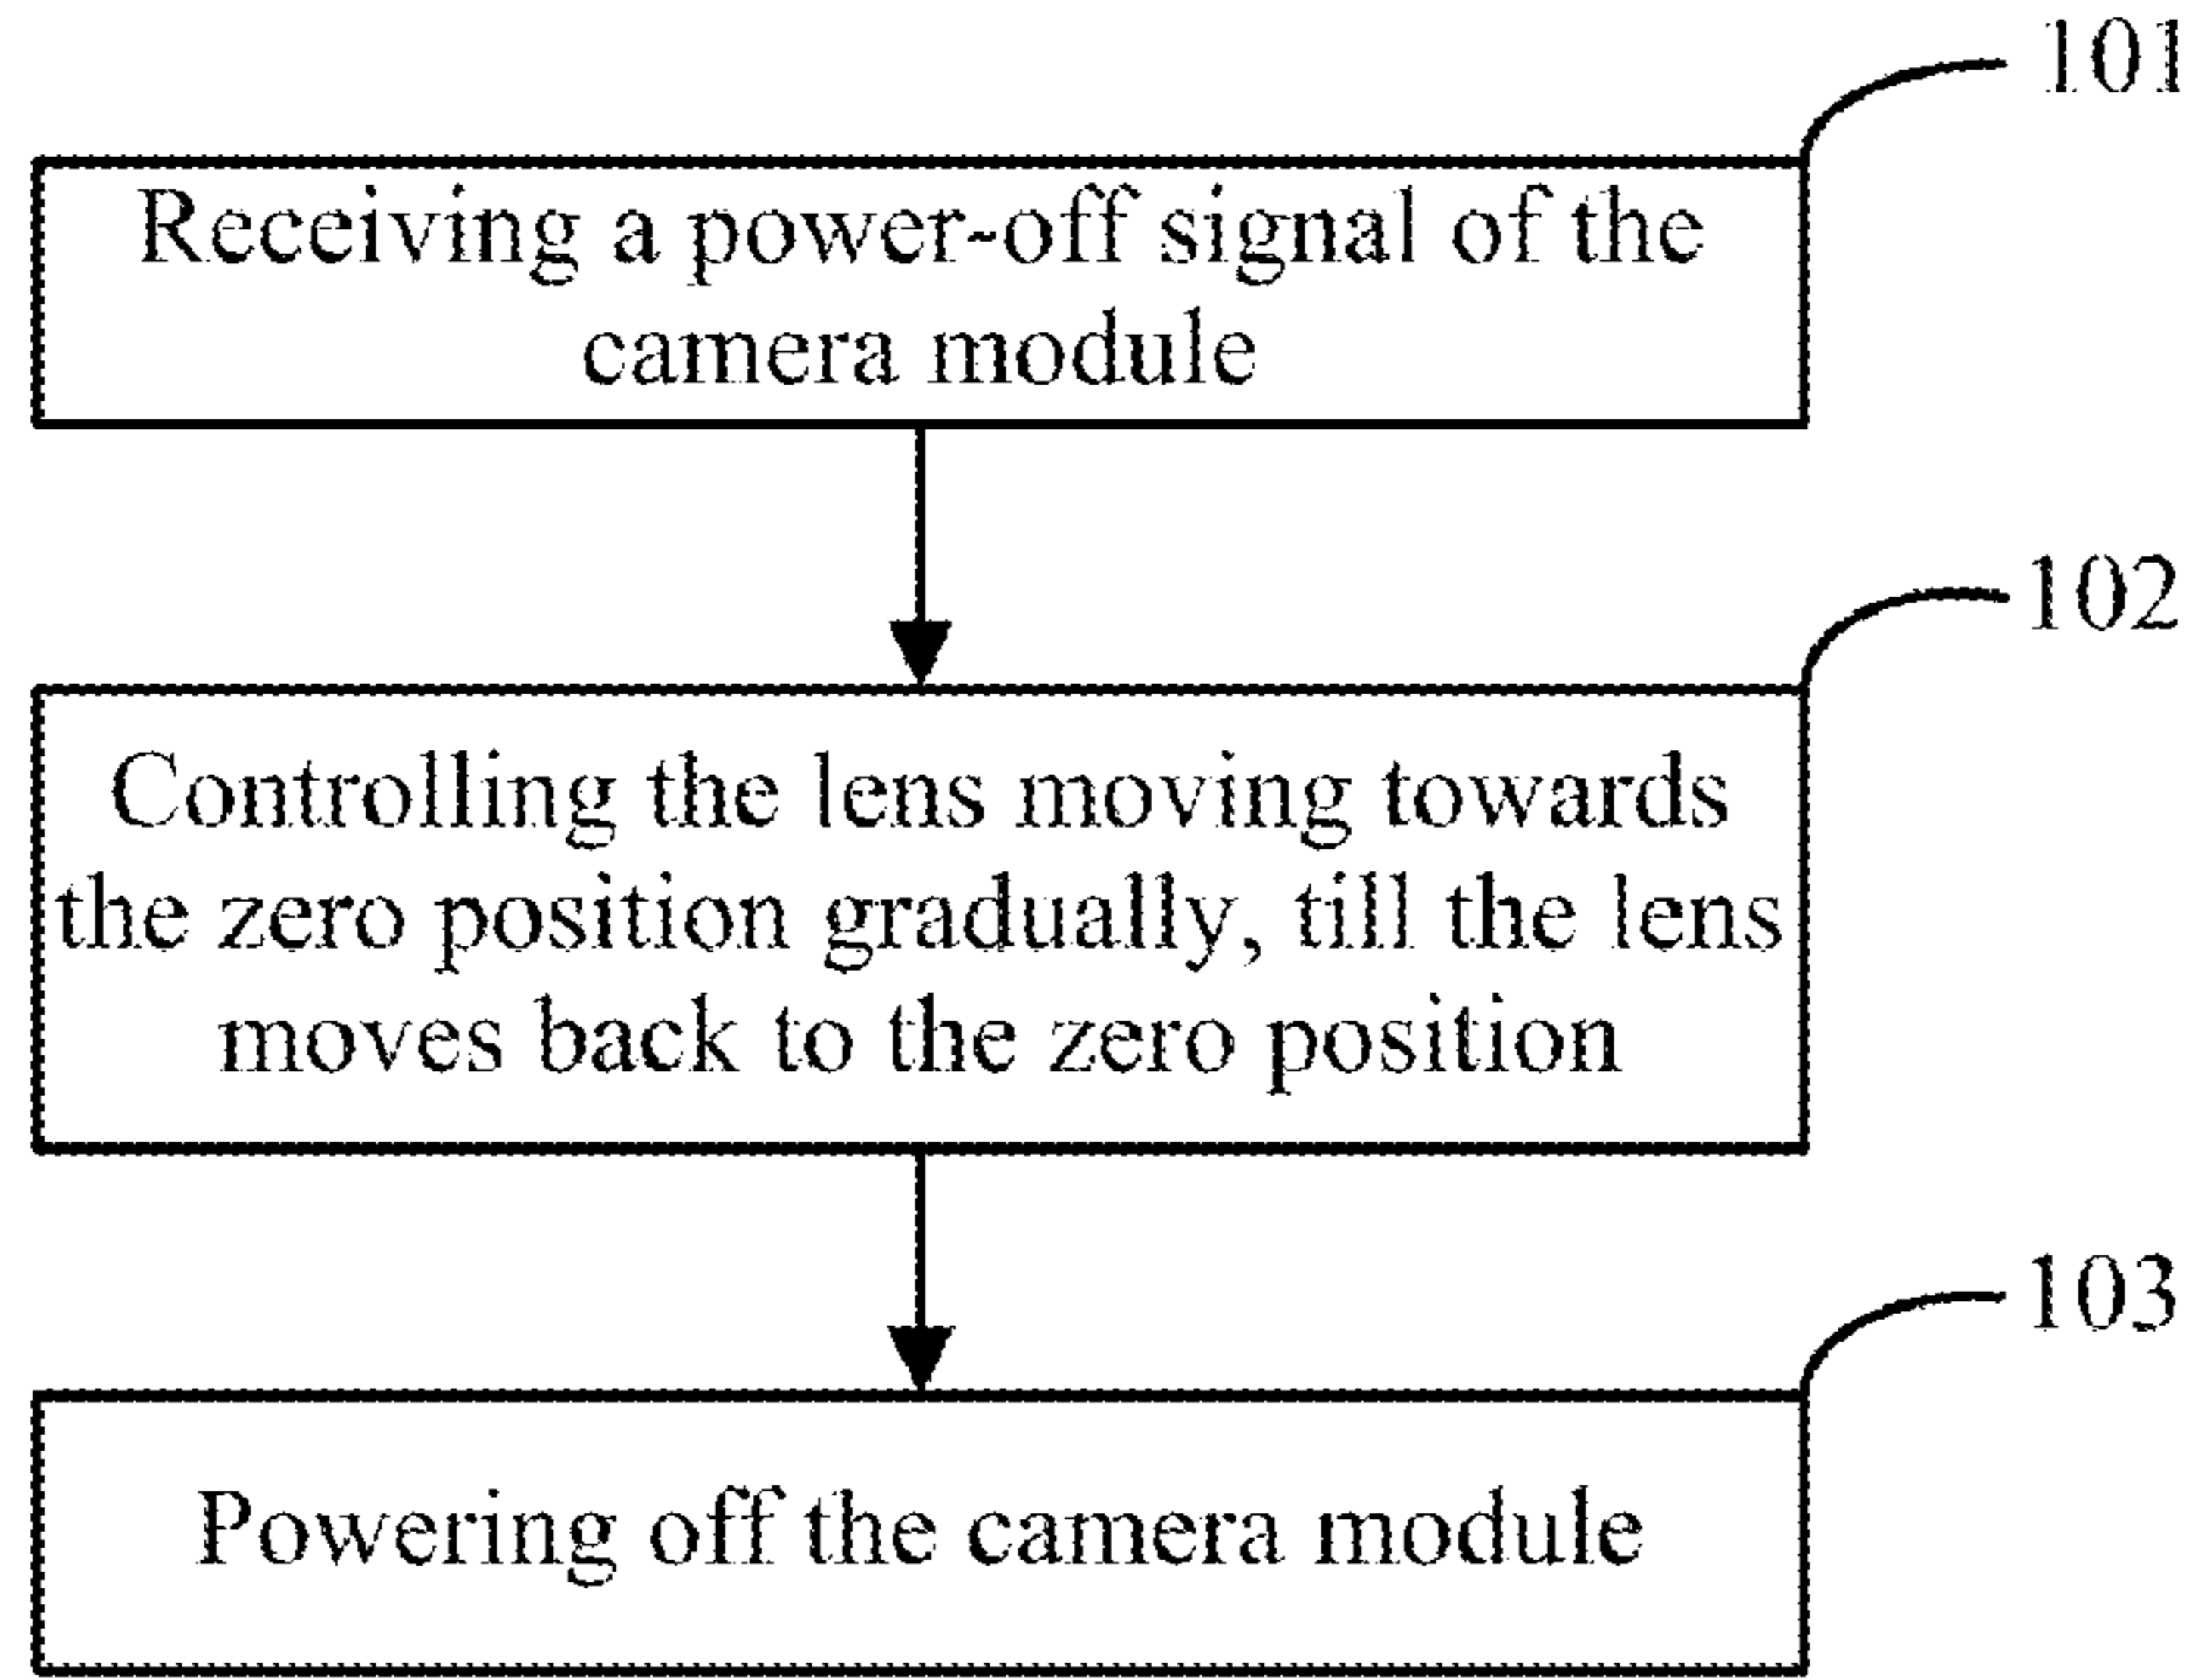 101
Receiving a power-off signal of the
camera module
102
Controlling the lens moving towards
the zero position gradually, till the lens
moves back to the zero position
103
Powering off the camera module